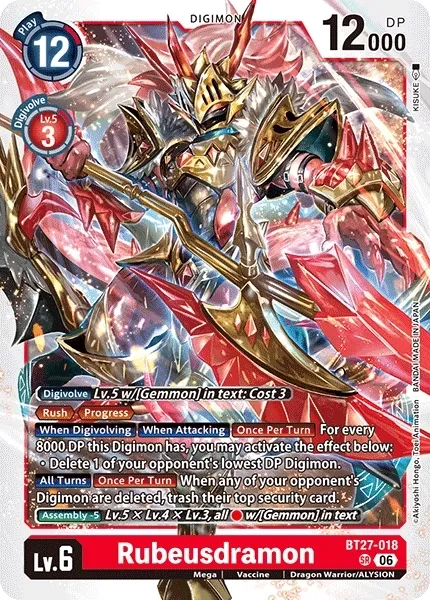 DIGIMON
Play
12
12000
DP
Digivolve
Lv.5
3
KISUKE
©Akiyoshi Hongo, Toei Animation BANDAI MADE IN JAPAN
Digivolve Lv.5 w/[Gemmon] in text: Cost 3
Rush Progress
When Digivolving When Attacking Once Per Turn For every
8000 DP this Digimon has, you may activate the effect below:
・Delete 1 of your opponent's lowest DP Digimon.
All Turns Once Per Turn When any of your opponent's
Digimon are deleted, trash their top security card.
Assembly -5 Lv.5 × Lv.4 × Lv.3, all w/[Gemmon] in text
BT27-018
Lv.6 Rubeusdramon SR 06
Mega Vaccine Dragon Warrior/ALYSION